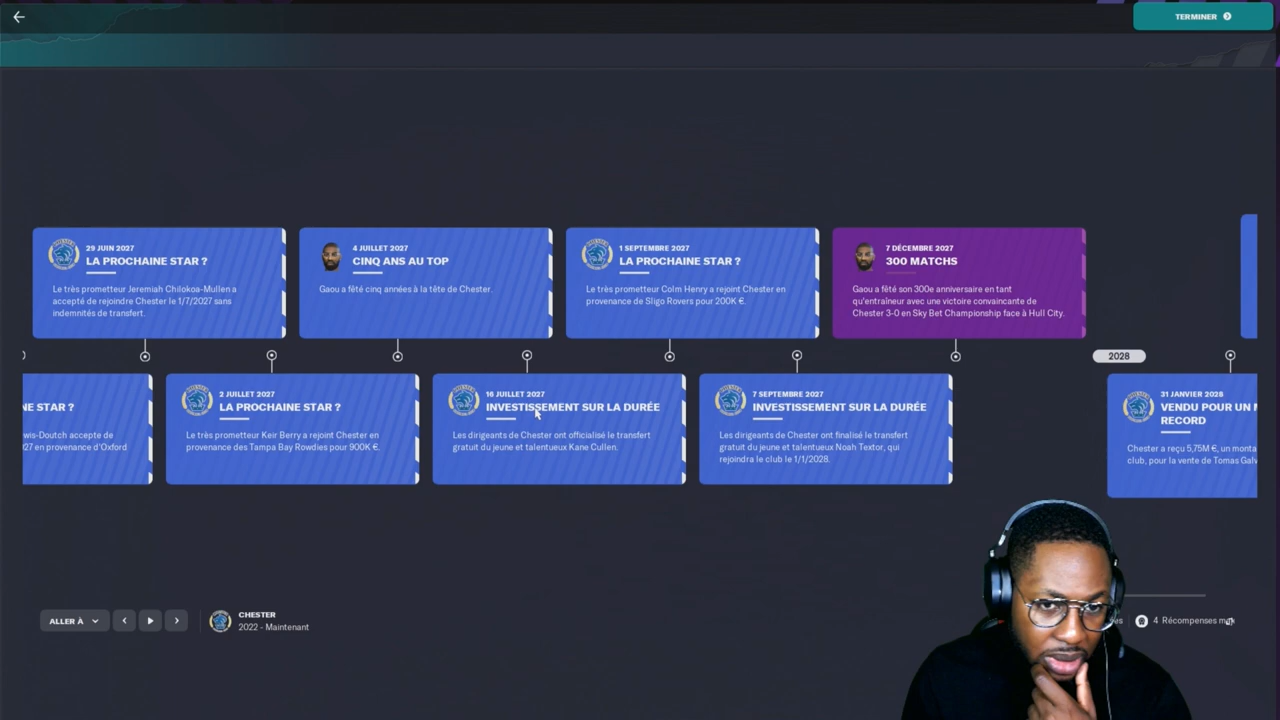 TERMINER
29 JUIN 2027
LA PROCHAINE STAR ?
Le très prometteur Jeremiah Chilokoa-Mullen a
accepté de rejoindre Chester le 1/7/2027 sans
indemnités de transfert.
4 JUILLET 2027
CINQ ANS AU TOP
Gaou a fêté cinq années à la tête de Chester.
1 SEPTEMBRE 2027
LA PROCHAINE STAR ?
Le très prometteur Colm Henry a rejoint Chester en
provenance de Sligo Rovers pour 200K €.
7 DÉCEMBRE 2027
300 MATCHS
Gaou a fêté son 300e anniversaire en tant
qu'entraîneur avec une victoire convaincante de
Chester 3-0 en Sky Bet Championship face à Hull City.
2028
NE STAR ?
wis-Doutch accepte de
27 en provenance d'Oxford
2 JUILLET 2027
LA PROCHAINE STAR ?
Le très prometteur Keir Berry a rejoint Chester en
provenance des Tampa Bay Rowdies pour 900K €.
16 JUILLET 2027
INVESTISSEMENT SUR LA DURÉE
Les dirigeants de Chester ont officialisé le transfert
gratuit du jeune et talentueux Kane Cullen.
7 SEPTEMBRE 2027
INVESTISSEMENT SUR LA DURÉE
Les dirigeants de Chester ont finalisé le transfert
gratuit du jeune et talentueux Noah Textor, qui
rejoindra le club le 1/1/2028.
31 JANVIER 2028
VENDU POUR UN
RECORD
Chester a reçu 5,75M €, un monta
club, pour la vente de Tomas Galv
ALLER À
CHESTER
2022 - Maintenant
4 Récompenses